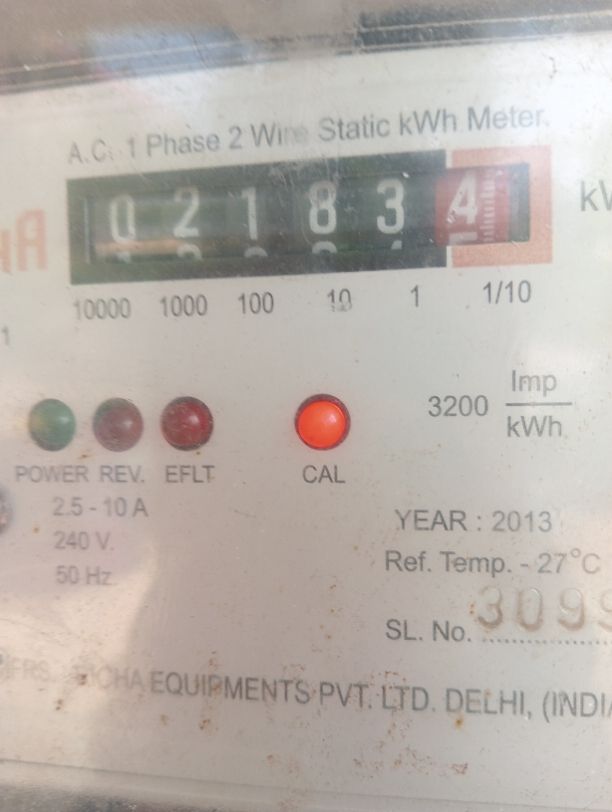 A.C. 1 Phase 2 Wire Static kWh Meter.
0 2 1 8 3 4
10000 1000 100 10 1 1/10
3200 Imp/kWh
POWER REV. EFLT CAL
2.5 - 10 A
240 V.
50 Hz.
YEAR : 2013
Ref. Temp. - 27°C
SL. No. 309
EQUIPMENTS PVT. LTD. DELHI,